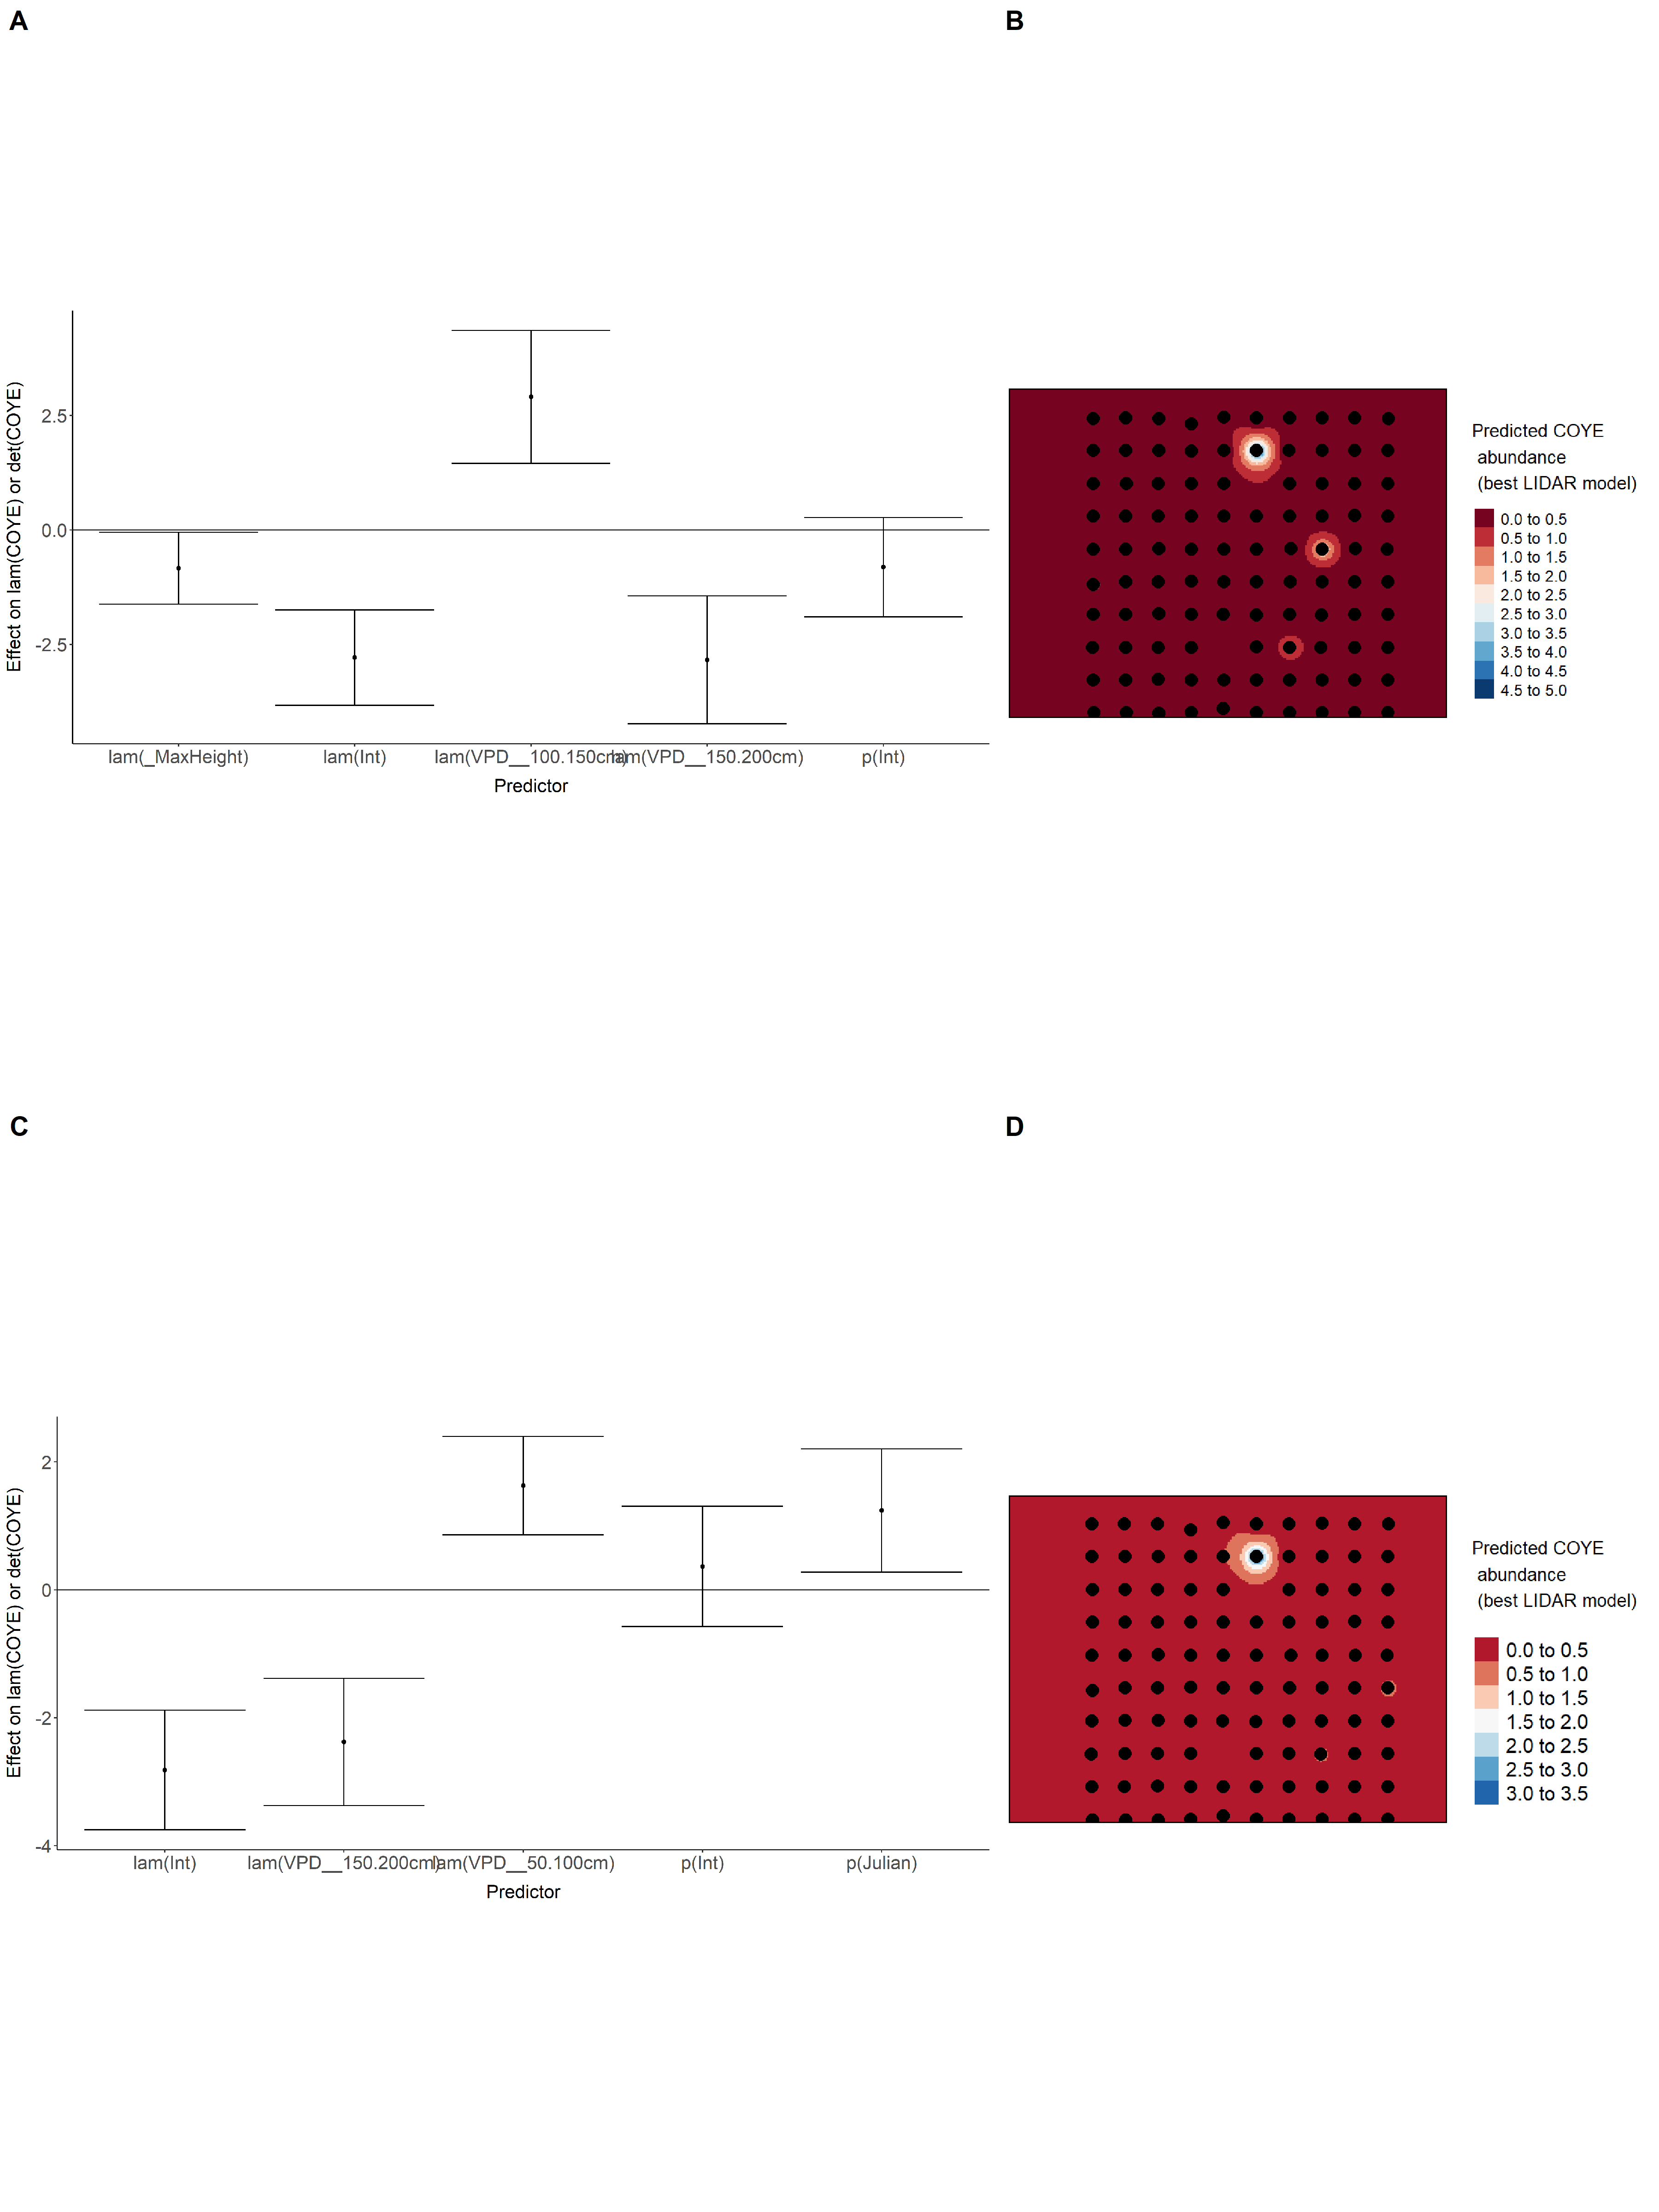 A
B
Effect on lam(COYE) or det(COYE)
2.5
0.0
-2.5
lam(_MaxHeight)
lam(Int)
lam(VPD__100.150cm)
lam(VPD__150.200cm)
p(Int)
Predictor
Predicted COYE
abundance
(best LIDAR model)
0.0 to 0.5
0.5 to 1.0
1.0 to 1.5
1.5 to 2.0
2.0 to 2.5
2.5 to 3.0
3.0 to 3.5
3.5 to 4.0
4.0 to 4.5
4.5 to 5.0
C
D
Effect on lam(COYE) or det(COYE)
2
0
-2
-4
lam(Int)
lam(VPD__150.200cm)
lam(VPD__50.100cm)
p(Int)
p(Julian)
Predictor
Predicted COYE
abundance
(best LIDAR model)
0.0 to 0.5
0.5 to 1.0
1.0 to 1.5
1.5 to 2.0
2.0 to 2.5
2.5 to 3.0
3.0 to 3.5